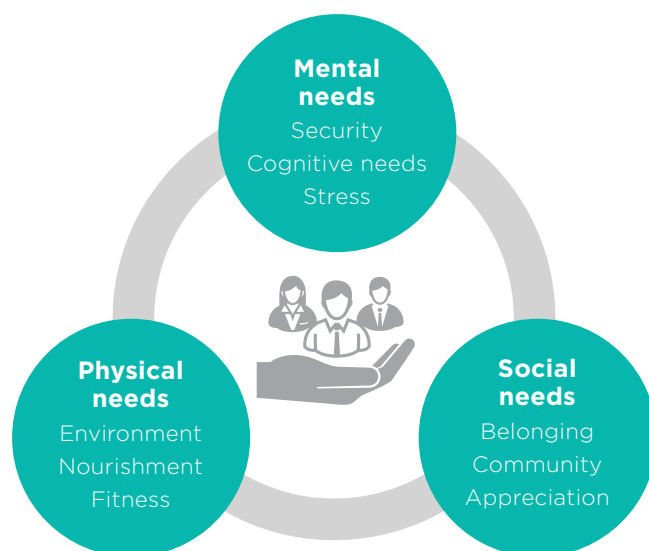 Mental
needs
Security
Cognitive needs
Stress
Physical
needs
Environment
Nourishment
Fitness
Social
needs
Belonging
Community
Appreciation